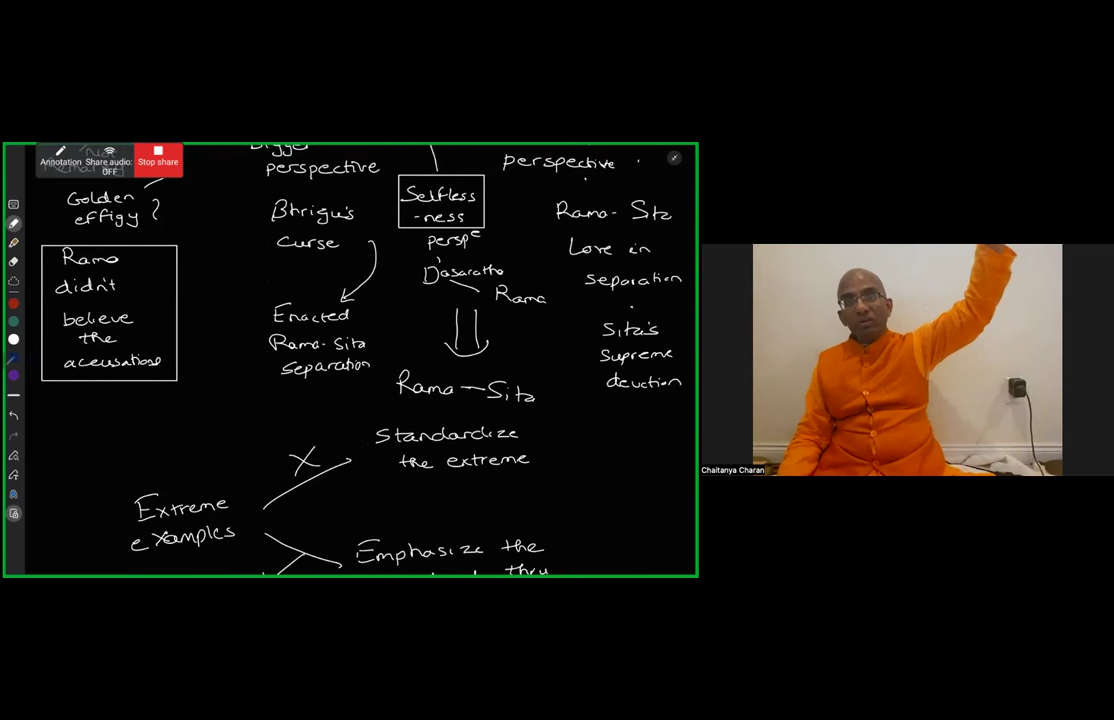 Annotation
Share audio:
OFF
Stop share
Golden
effigy ?
Rama
didn't
believe
the
accusations
Bigger
perspective
Bhrigu's
Curse
Enacted
Rama-Sita
separation
Selfless
-ness
perspe
Dasaratha
Rama
Rama — Sita
perspective
Rama-Sita
Love in
separation
Sita's
Supreme
devotion
Standardize
the extreme
X
Extreme
examples
Emphasize the
thru
Chaitanya Charan